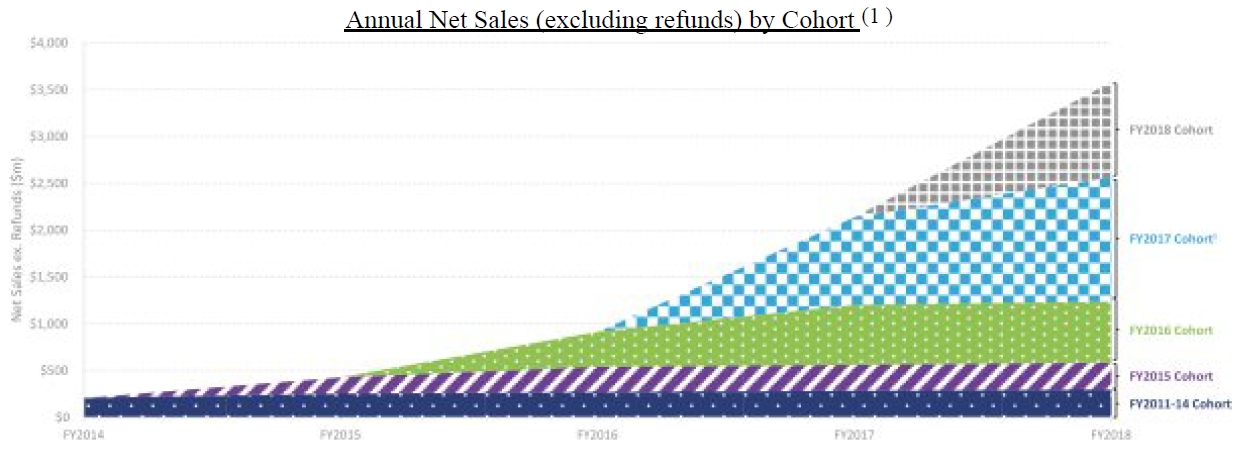 Annual Net Sales (excluding refunds) by Cohort (1 )
$4,000
$3,500
$3,000
$2,500
$2,000
$1,500
$1,000
$500
$0
Net Sales ex. Refunds ($m)
FY2018 Cohort
FY2017 Cohort¹
FY2016 Cohort
FY2015 Cohort
FY2011-14 Cohort
FY2014
FY2015
FY2016
FY2017
FY2018